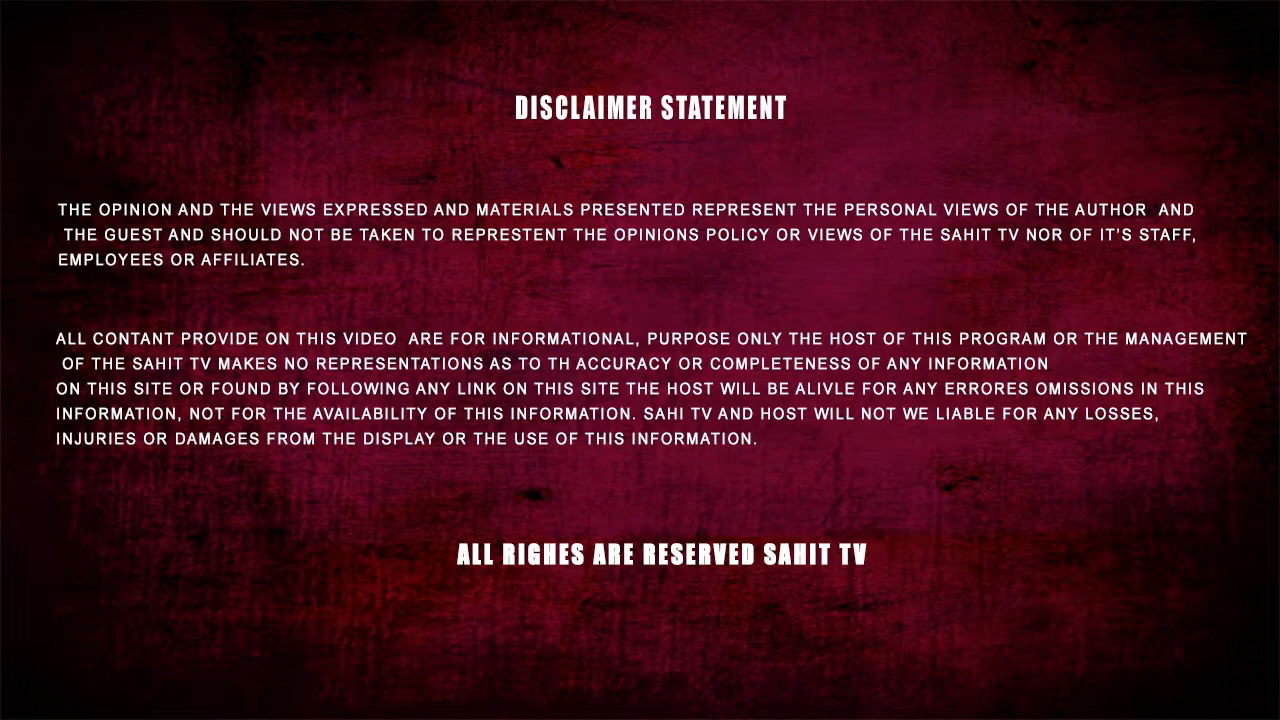 DISCLAIMER STATEMENT
THE OPINION AND THE VIEWS EXPRESSED AND MATERIALS PRESENTED REPRESENT THE PERSONAL VIEWS OF THE AUTHOR AND
THE GUEST AND SHOULD NOT BE TAKEN TO REPRESTENT THE OPINIONS POLICY OR VIEWS OF THE SAHIT TV NOR OF IT'S STAFF,
EMPLOYEES OR AFFILIATES.
ALL CONTANT PROVIDE ON THIS VIDEO ARE FOR INFORMATIONAL, PURPOSE ONLY THE HOST OF THIS PROGRAM OR THE MANAGEMENT
OF THE SAHIT TV MAKES NO REPRESENTATIONS AS TO TH ACCURACY OR COMPLETENESS OF ANY INFORMATION
ON THIS SITE OR FOUND BY FOLLOWING ANY LINK ON THIS SITE THE HOST WILL BE ALIVLE FOR ANY ERRORES OMISSIONS IN THIS
INFORMATION, NOT FOR THE AVAILABILITY OF THIS INFORMATION. SAHI TV AND HOST WILL NOT WE LIABLE FOR ANY LOSSES,
INJURIES OR DAMAGES FROM THE DISPLAY OR THE USE OF THIS INFORMATION.
ALL RIGHES ARE RESERVED SAHIT TV